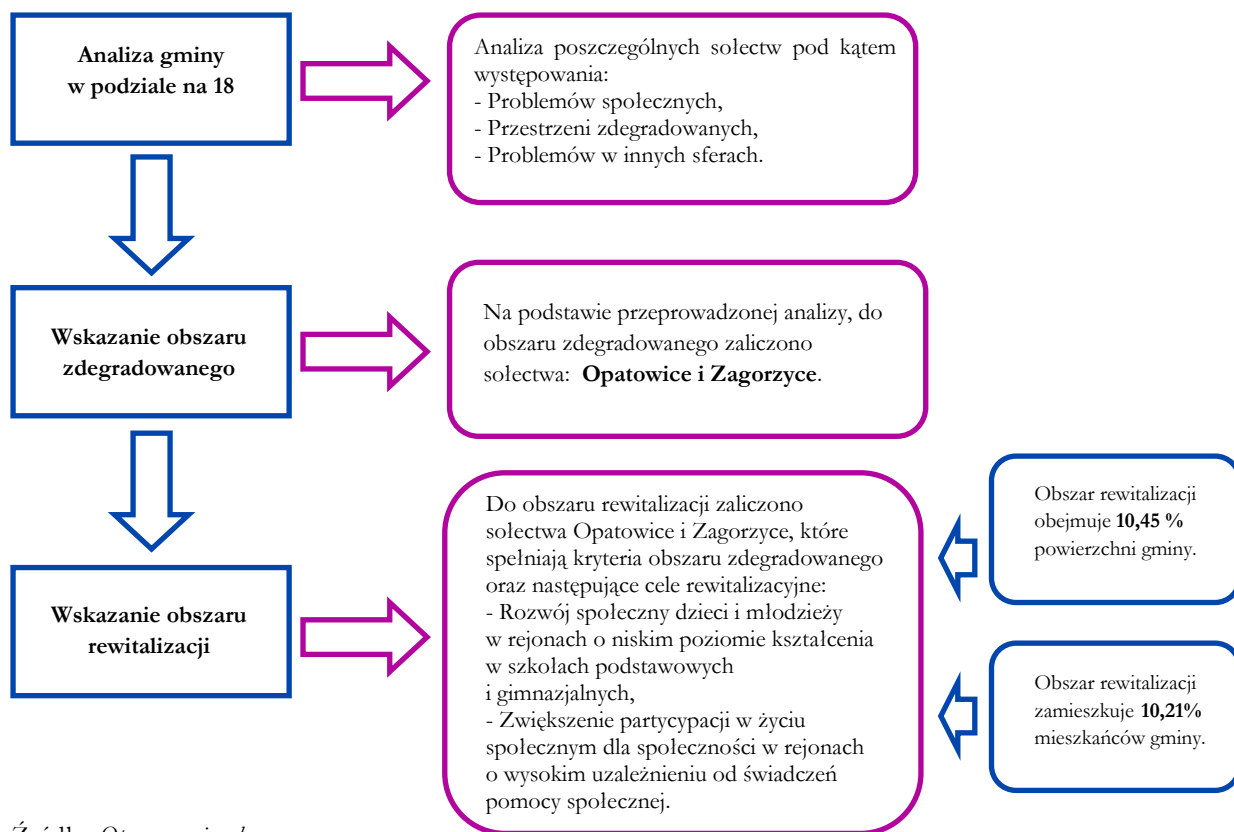 Analiza gminy
w podziale na 18
Analiza poszczególnych sołectw pod kątem
występowania:
- Problemów społecznych,
- Przestrzeni zdegradowanych,
- Problemów w innych sferach.
Wskazanie obszaru
zdegradowanego
Na podstawie przeprowadzonej analizy, do
obszaru zdegradowanego zaliczono
sołectwa: Opatowice i Zagorzyce.
Wskazanie obszaru
rewitalizacji
Do obszaru rewitalizacji zaliczono
sołectwa Opatowice i Zagorzyce, które
spełniają kryteria obszaru zdegradowanego
oraz następujące cele rewitalizacyjne:
- Rozwój społeczny dzieci i młodzieży
w rejonach o niskim poziomie kształcenia
w szkołach podstawowych
i gimnazjalnych,
- Zwiększenie partycypacji w życiu
społecznym dla społeczności w rejonach
o wysokim uzależnieniu od świadczeń
pomocy społecznej.
Obszar rewitalizacji
obejmuje 10,45 %
powierzchni gminy.
Obszar rewitalizacji
zamieszkuje 10,21%
mieszkańców gminy.